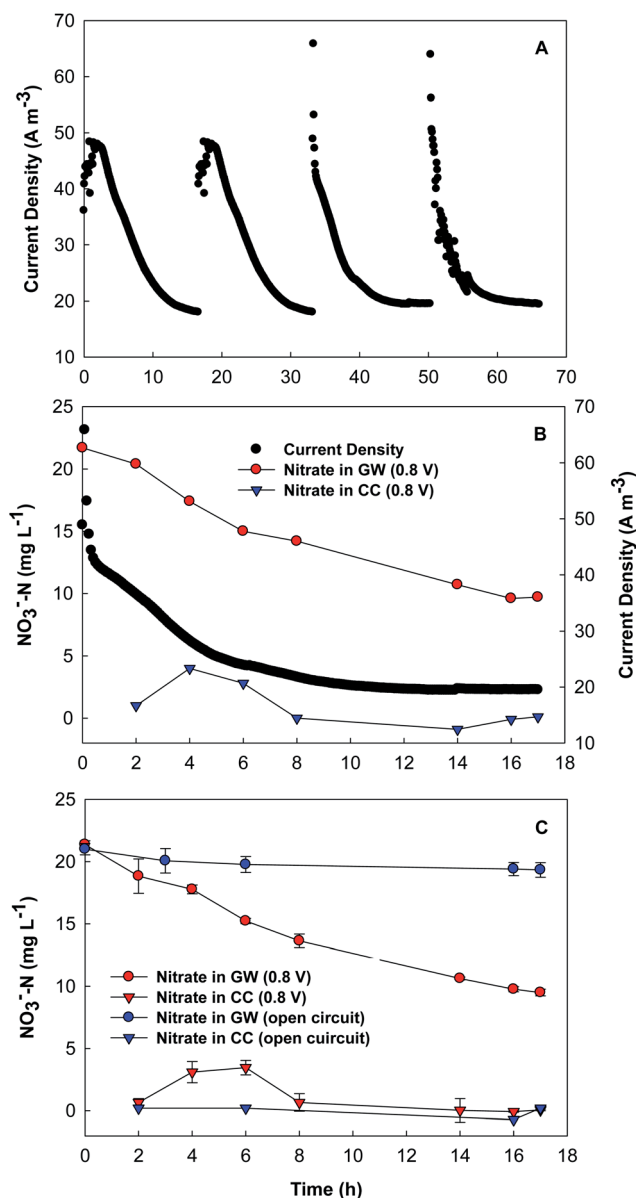 A
Current Density (A m⁻³)
70
60
50
40
30
20
10
0 10 20 30 40 50 60 70
B
NO₃⁻-N (mg L⁻¹)
25
20
15
10
5
0
Current Density
Nitrate in GW (0.8 V)
Nitrate in CC (0.8 V)
70
60
50
40
30
20
10
Current Density (A m⁻³)
0 2 4 6 8 10 12 14 16 18
C
NO₃⁻-N (mg L⁻¹)
25
20
15
10
5
0
Nitrate in GW (0.8 V)
Nitrate in CC (0.8 V)
Nitrate in GW (open circuit)
Nitrate in CC (open cuircuit)
0 2 4 6 8 10 12 14 16 18
Time (h)